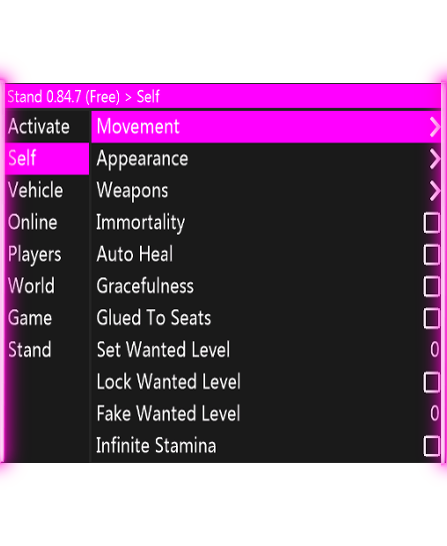 Stand 0.84.7 (Free) > Self
Activate
Self
Vehicle
Online
Players
World
Game
Stand
Movement
Appearance
Weapons
Immortality
Auto Heal
Gracefulness
Glued To Seats
Set Wanted Level 0
Lock Wanted Level
Fake Wanted Level 0
Infinite Stamina